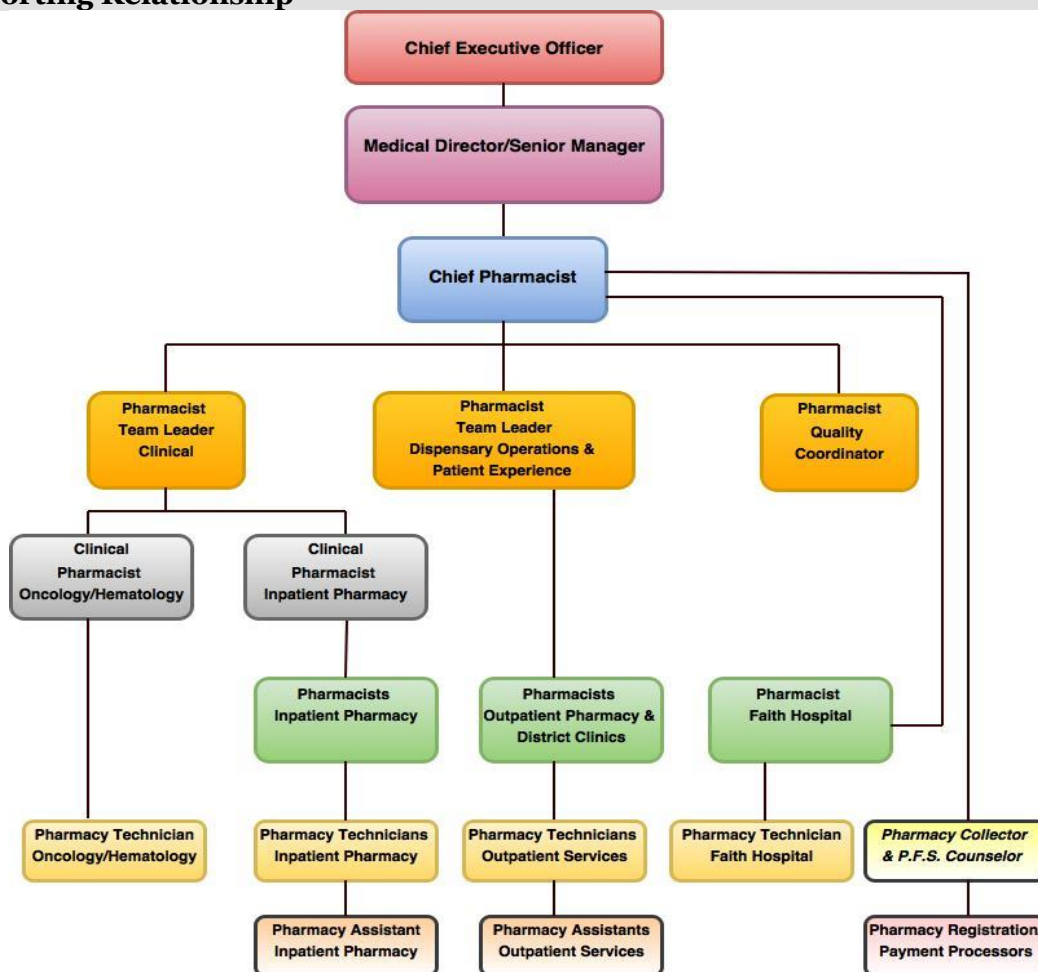 orting Relationship
Chief Executive Officer
Medical Director/Senior Manager
Chief Pharmacist
Pharmacist
Team Leader
Clinical
Pharmacist
Team Leader
Dispensary Operations &
Patient Experience
Pharmacist
Quality
Coordinator
Clinical
Pharmacist
Oncology/Hematology
Clinical
Pharmacist
Inpatient Pharmacy
Pharmacists
Inpatient Pharmacy
Pharmacists
Outpatient Pharmacy &
District Clinics
Pharmacist
Faith Hospital
Pharmacy Technician
Oncology/Hematology
Pharmacy Technicians
Inpatient Pharmacy
Pharmacy Technicians
Outpatient Services
Pharmacy Technician
Faith Hospital
Pharmacy Collector
& P.F.S. Counselor
Pharmacy Assistant
Inpatient Pharmacy
Pharmacy Assistants
Outpatient Services
Pharmacy Registration
Payment Processors